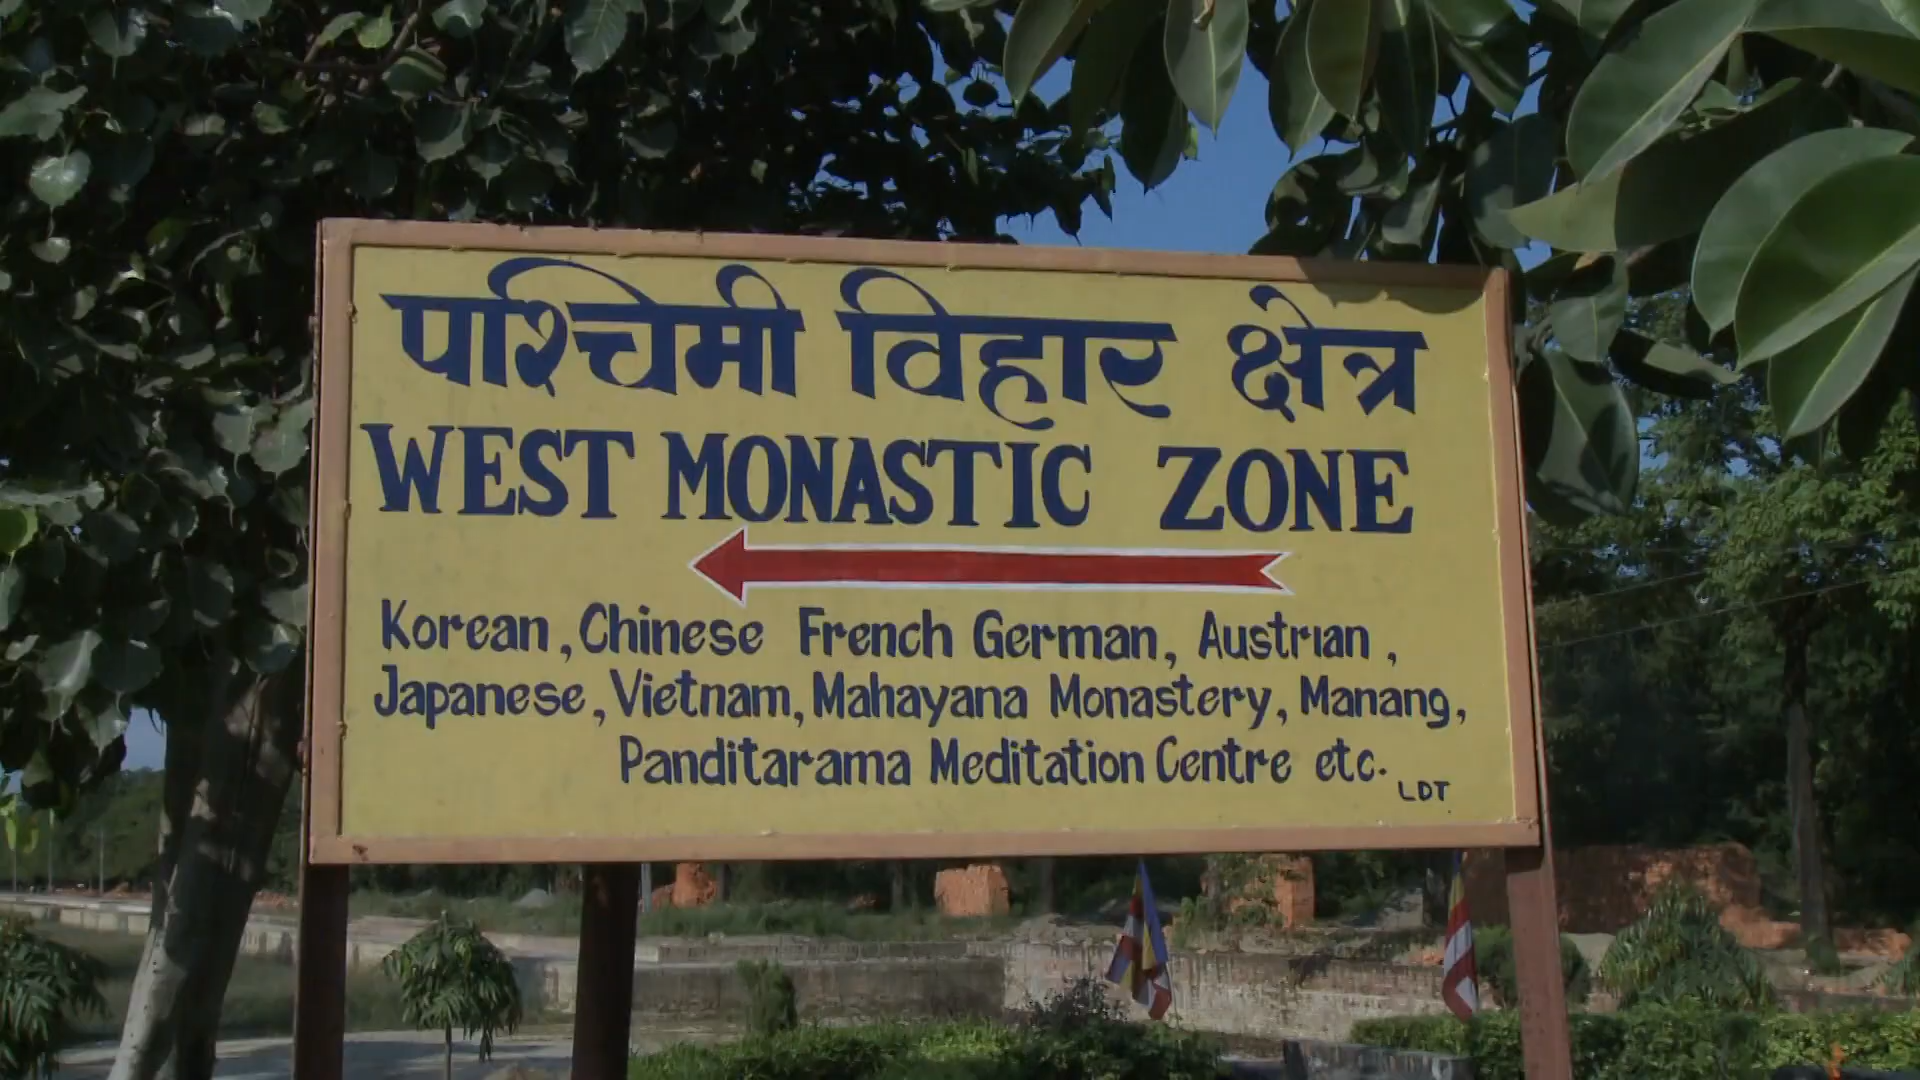 पश्चिमी विहार क्षेत्र
WEST MONASTIC ZONE
Korean, Chinese French German, Austrian,
Japanese, Vietnam, Mahayana Monastery, Manang,
Panditarama Meditation Centre etc.
LDT